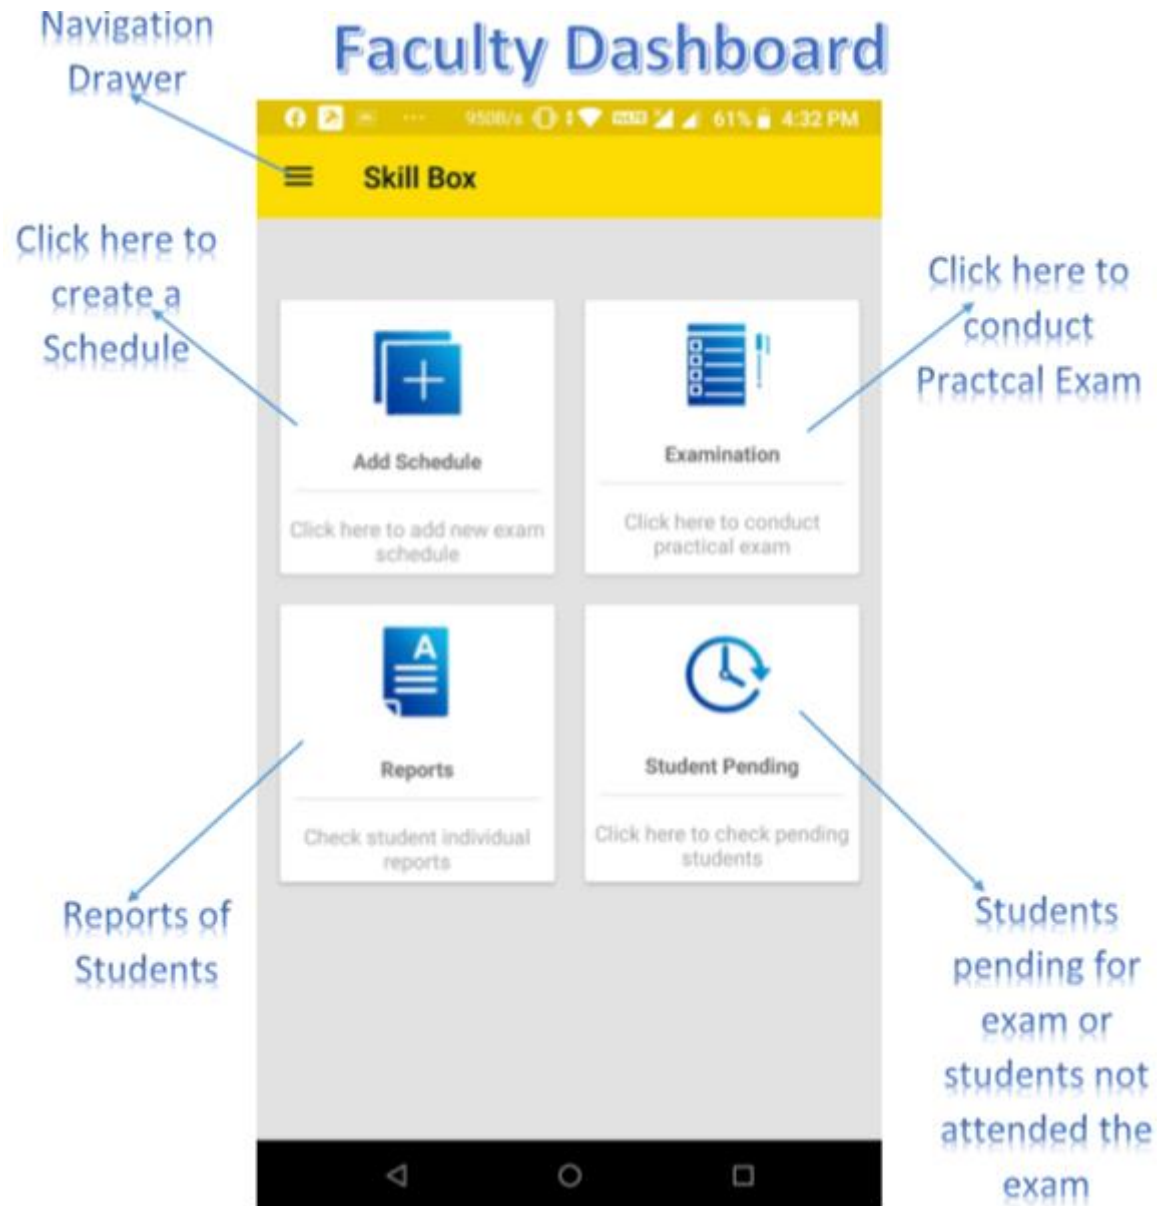 Navigation
Drawer
Faculty Dashboard
950B/s 61% 4:32 PM
Skill Box
Click here to
create a
Schedule
Click here to
conduct
Practcal Exam
Add Schedule
Click here to add new exam
schedule
Examination
Click here to conduct
practical exam
A
Reports
Check student individual
reports
Student Pending
Click here to check pending
students
Reports of
Students
Students
pending for
exam or
students not
attended the
exam